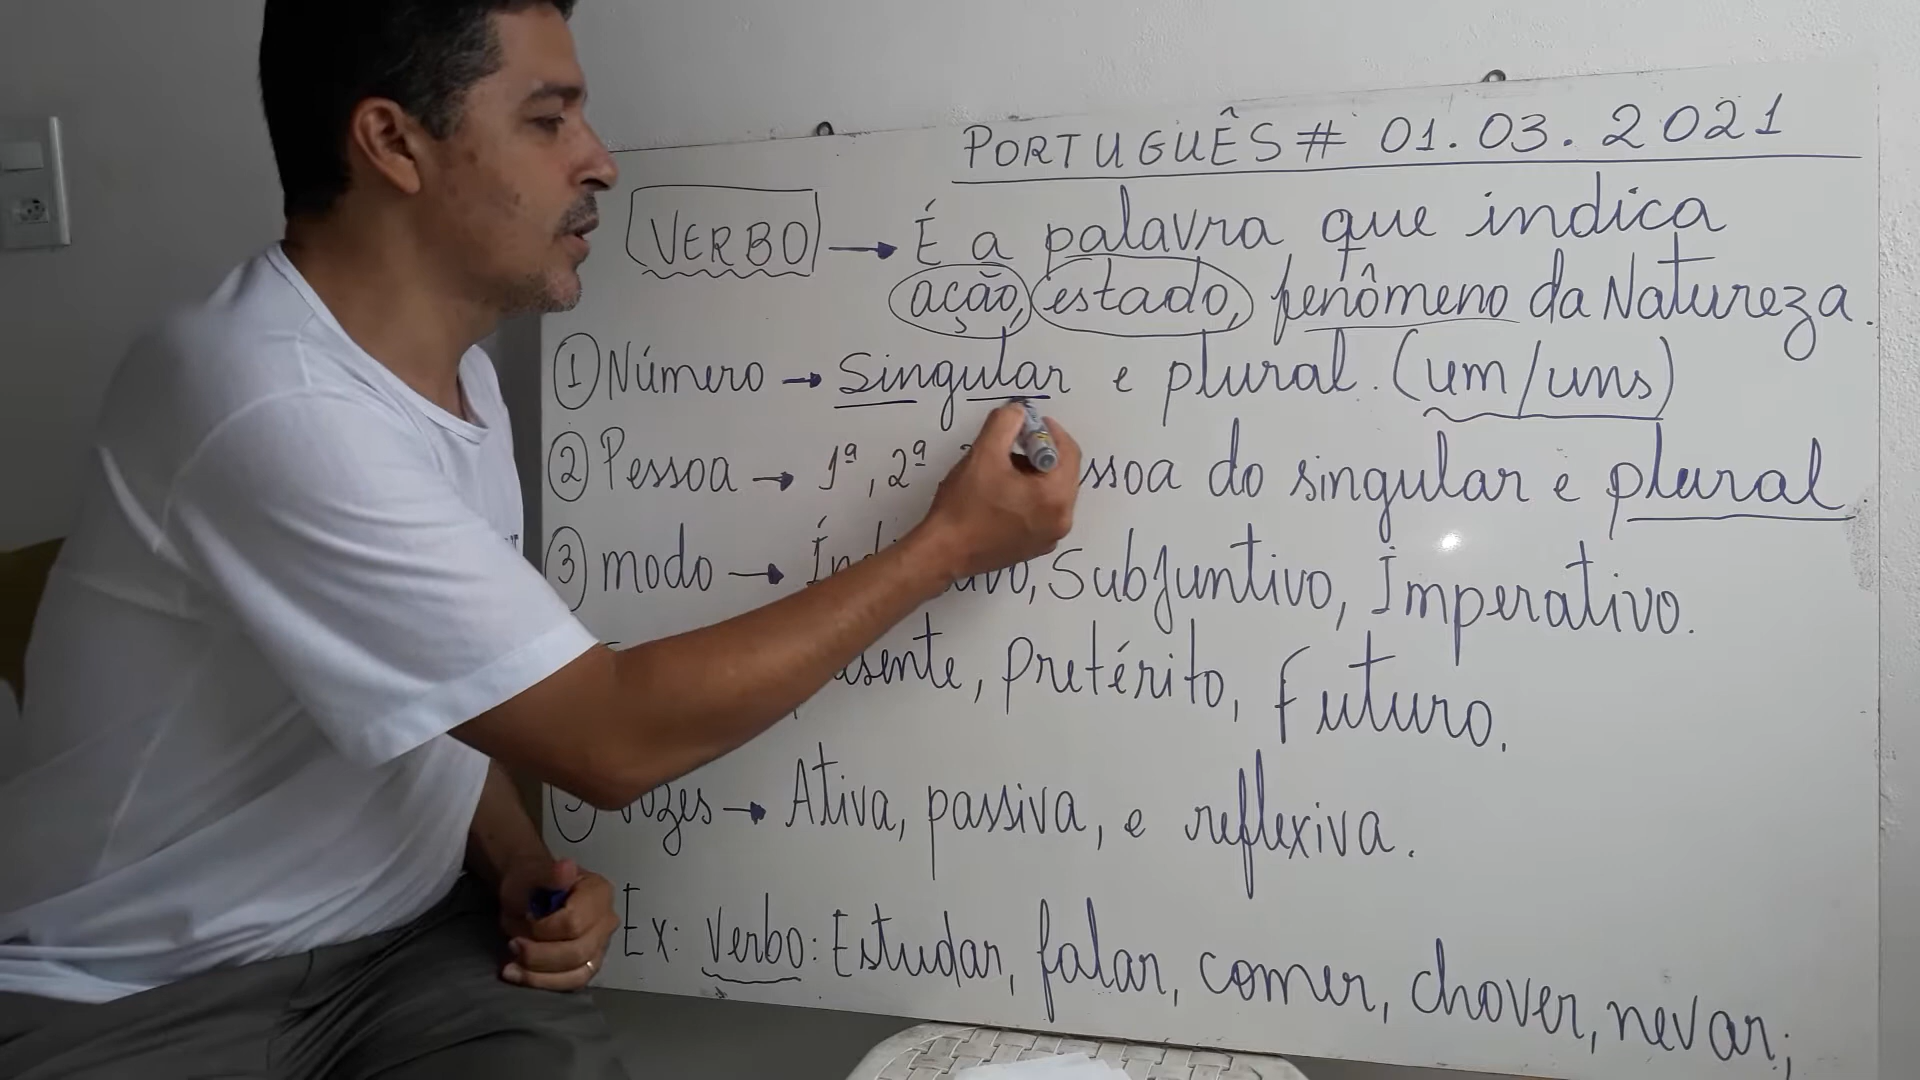 PORTUGUÊS # 01.03.2021
VERBO → É a palavra que indica
ação, estado, fenômeno da Natureza.
① Número → Singular e plural. (um/uns)
② Pessoa → 1ª, 2ª do singular e plural
③ modo → Subjuntivo, Imperativo.
Pretérito, Futuro.
→ Ativa, passiva, e reflexiva.
Ex: Verbo: Estudar, falar, comer, chover, nevar;